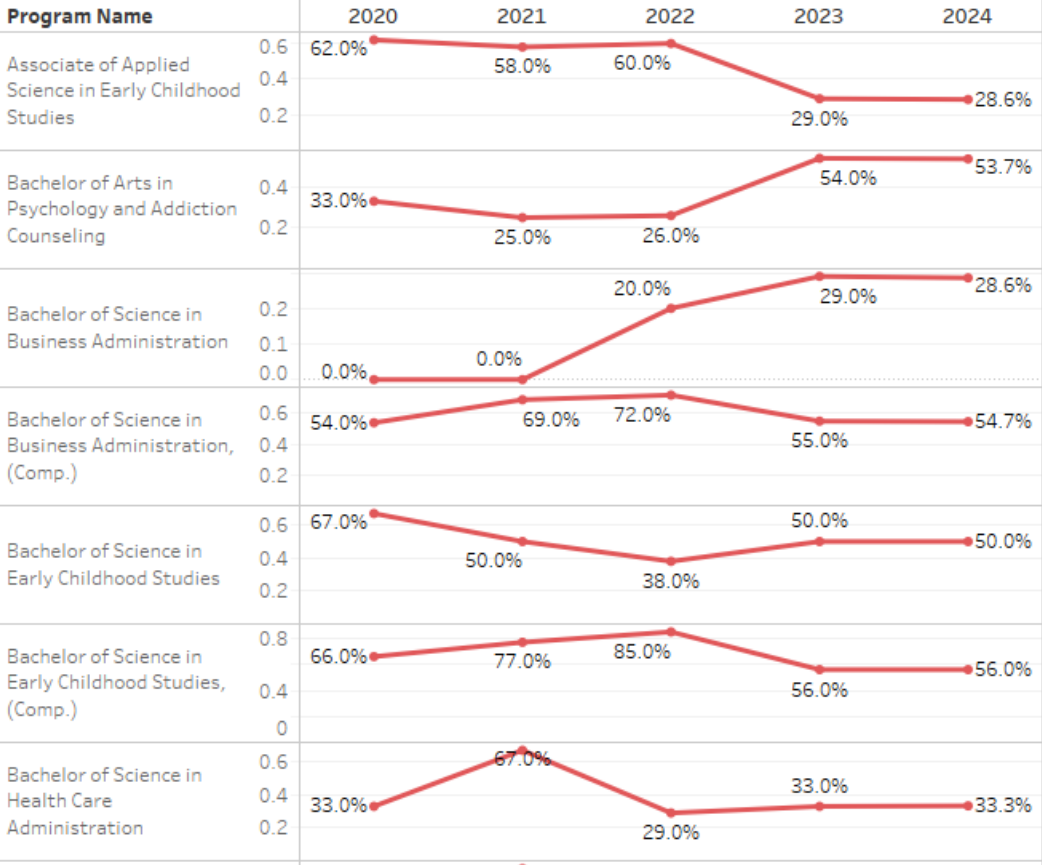 Program Name 2020 2021 2022 2023 2024
Associate of Applied
Science in Early Childhood
Studies
0.6
0.4
0.2
62.0% 58.0% 60.0% 29.0% 28.6%
Bachelor of Arts in
Psychology and Addiction
Counseling
0.4
0.2
33.0% 25.0% 26.0% 54.0% 53.7%
Bachelor of Science in
Business Administration
0.2
0.1
0.0
0.0% 0.0% 20.0% 29.0% 28.6%
Bachelor of Science in
Business Administration,
(Comp.)
0.6
0.4
0.2
54.0% 69.0% 72.0% 55.0% 54.7%
Bachelor of Science in
Early Childhood Studies
0.6
0.4
0.2
67.0% 50.0% 38.0% 50.0% 50.0%
Bachelor of Science in
Early Childhood Studies,
(Comp.)
0.8
0.4
0
66.0% 77.0% 85.0% 56.0% 56.0%
Bachelor of Science in
Health Care
Administration
0.6
0.4
0.2
33.0% 67.0% 29.0% 33.0% 33.3%